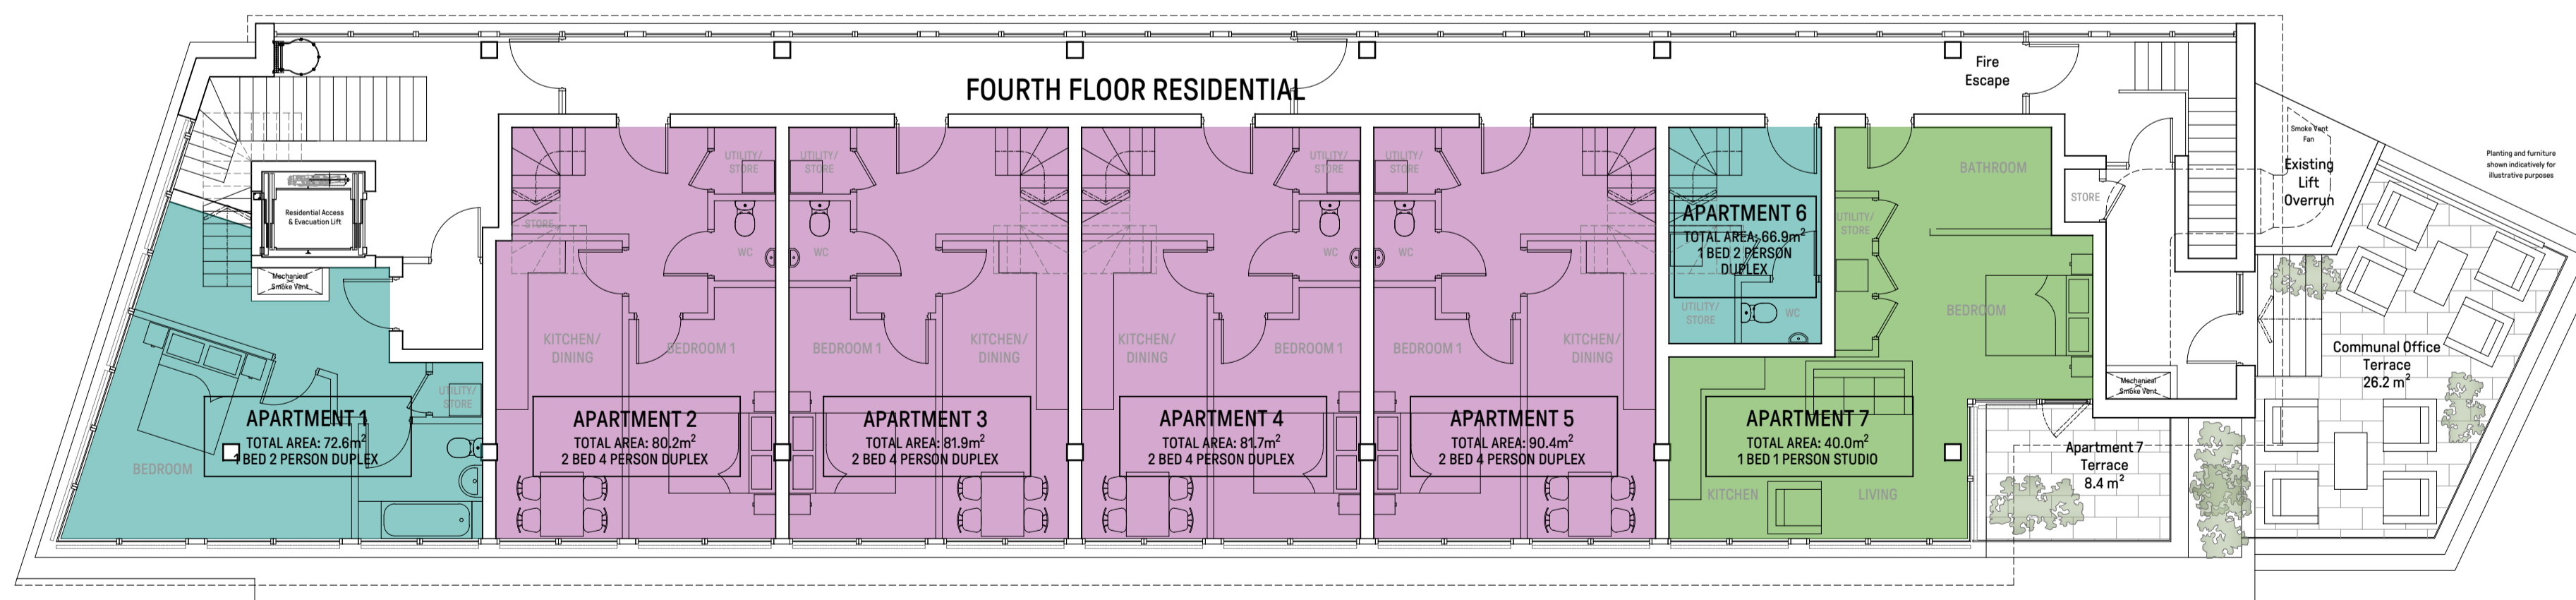 FOURTH FLOOR RESIDENTIAL
Fire
Escape
Smoke Vent
Fan
Existing
Lift
Overrun
Planting and furniture
shown indicatively for
illustrative purposes
Residential Access
& Evacuation Lift
Mechanical
Smoke Vent
UTILITY/
STORE
APARTMENT 1
TOTAL AREA: 72.6m²
1 BED 2 PERSON DUPLEX
BEDROOM
STORE
UTILITY/
STORE
WC
KITCHEN/
DINING
BEDROOM 1
APARTMENT 2
TOTAL AREA: 80.2m²
2 BED 4 PERSON DUPLEX
UTILITY/
STORE
WC
BEDROOM 1
KITCHEN/
DINING
APARTMENT 3
TOTAL AREA: 81.9m²
2 BED 4 PERSON DUPLEX
UTILITY/
STORE
WC
KITCHEN/
DINING
BEDROOM 1
APARTMENT 4
TOTAL AREA: 81.7m²
2 BED 4 PERSON DUPLEX
UTILITY/
STORE
WC
BEDROOM 1
KITCHEN/
DINING
APARTMENT 5
TOTAL AREA: 90.4m²
2 BED 4 PERSON DUPLEX
APARTMENT 6
TOTAL AREA: 66.9m²
1 BED 2 PERSON
DUPLEX
UTILITY/
STORE
WC
BATHROOM
UTILITY/
STORE
BEDROOM
APARTMENT 7
TOTAL AREA: 40.0m²
1 BED 1 PERSON STUDIO
KITCHEN
LIVING
STORE
Mechanical
Smoke Vent
Apartment 7
Terrace
8.4 m²
Communal Office
Terrace
26.2 m²